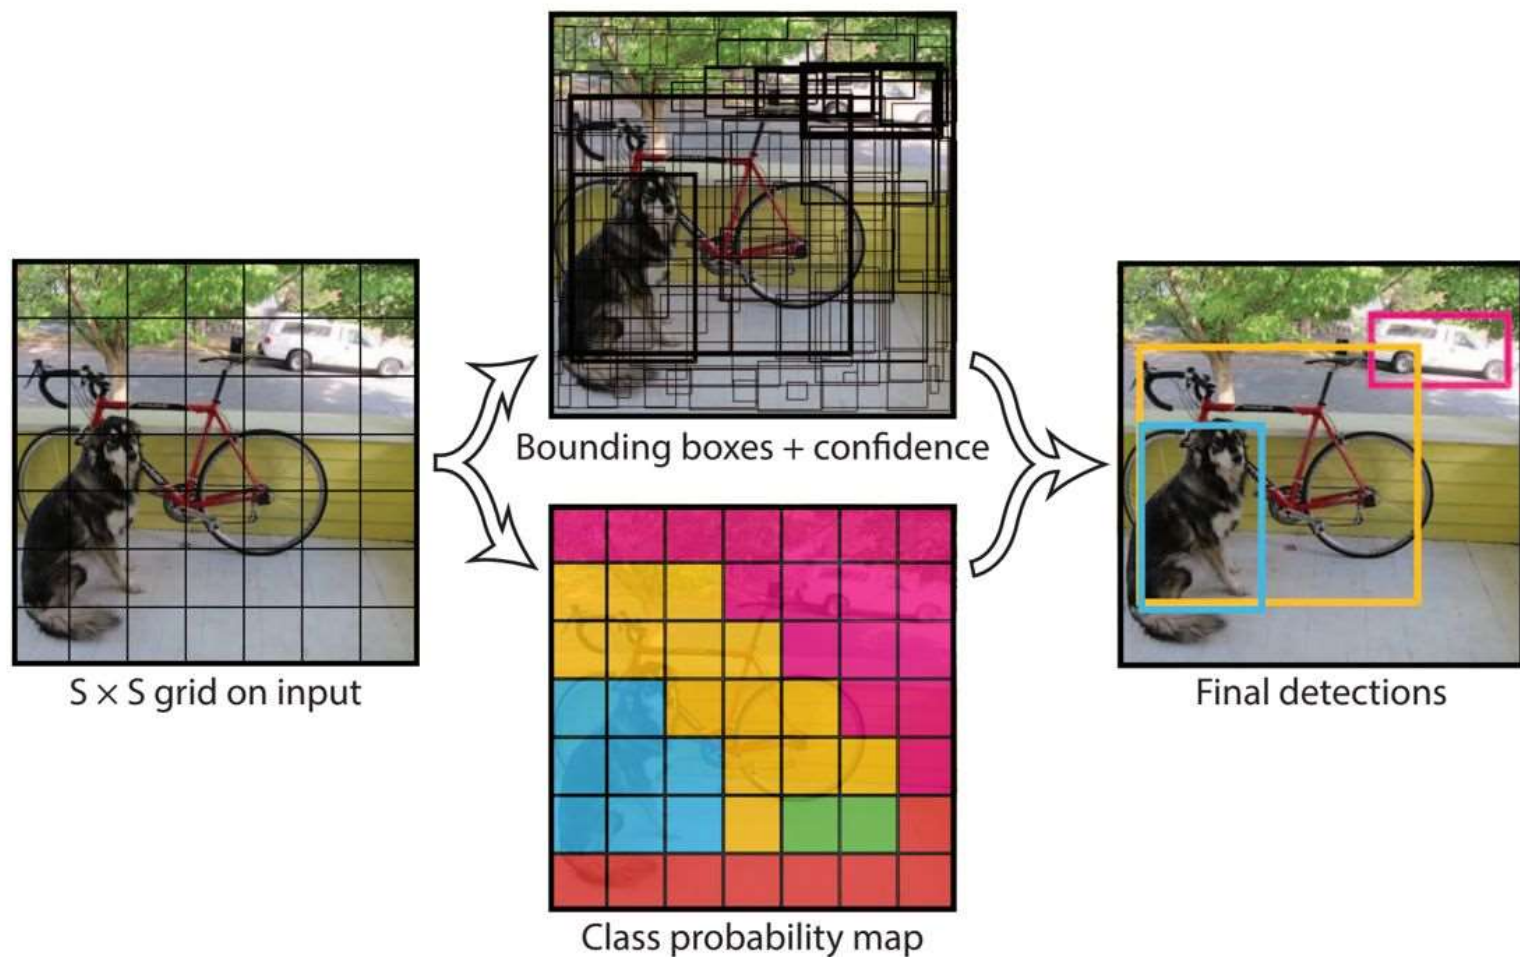 S × S grid on input
Bounding boxes + confidence
Class probability map
Final detections